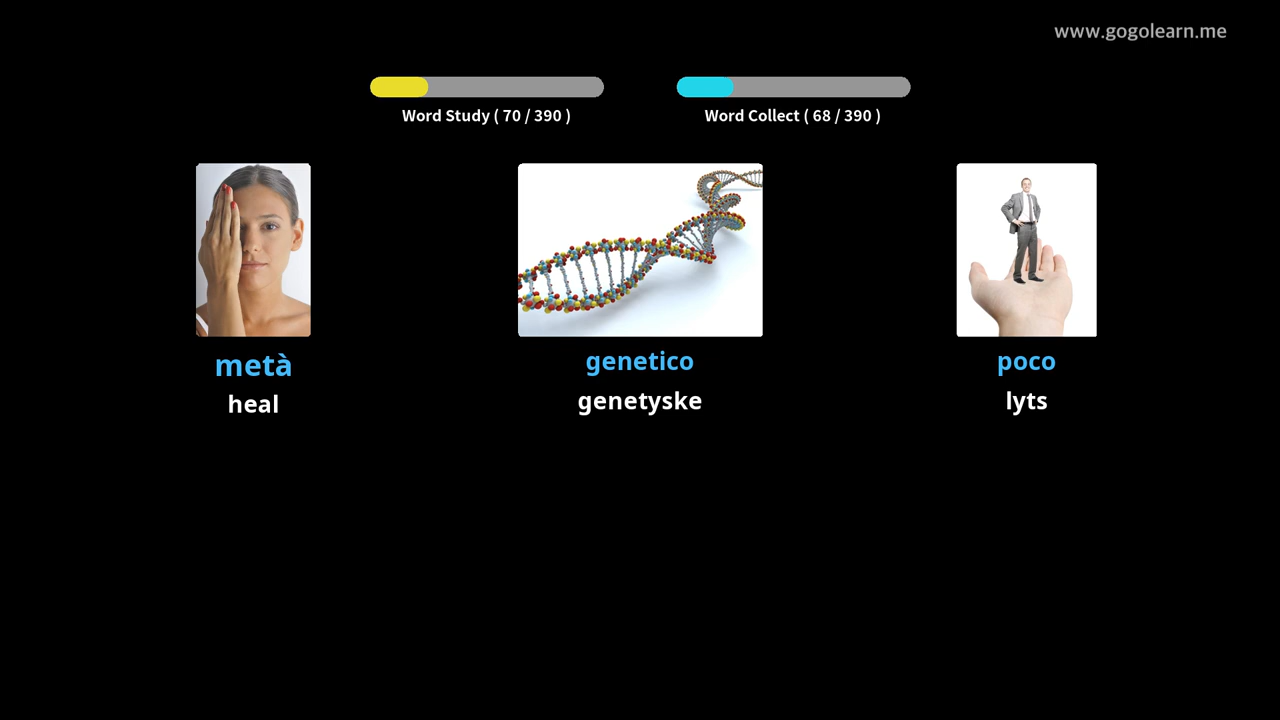 www.gogolearn.me
Word Study ( 70 / 390 )
Word Collect ( 68 / 390 )
metà
heal
genetico
genetyske
poco
lyts